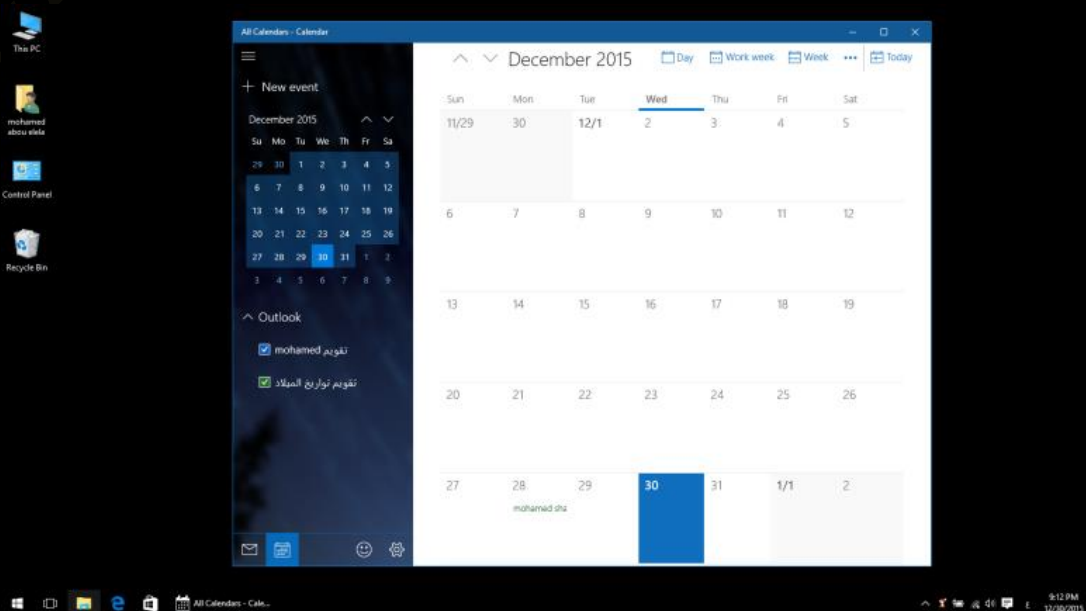 This PC
mohamed
abou elela
Control Panel
Recycle Bin
All Calendars - Calendar
New event
December 2015
Su Mo Tu We Th Fr Sa
29 30 1 2 3 4 5
6 7 8 9 10 11 12
13 14 15 16 17 18 19
20 21 22 23 24 25 26
27 28 29 30 31 1 2
3 4 5 6 7 8 9
Outlook
تقويم mohamed
تقويم تواريخ الميلاد
December 2015 Day Work week Week ••• Today
Sun Mon Tue Wed Thu Fri Sat
11/29 30 12/1 2 3 4 5
6 7 8 9 10 11 12
13 14 15 16 17 18 19
20 21 22 23 24 25 26
27 28 29 30 31 1/1 2
mohamed sha
All Calendars - Cale...
ع
9:12 PM
12/30/2015